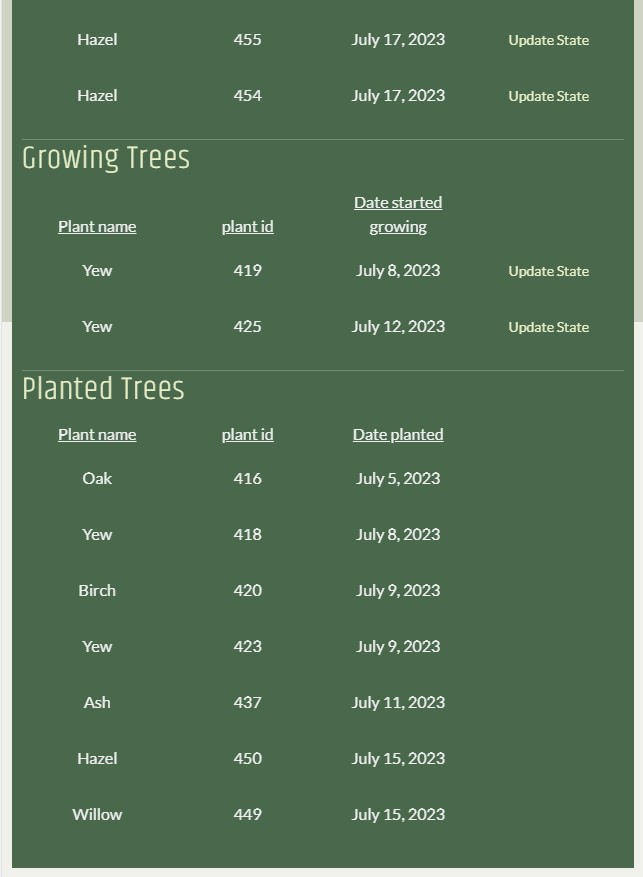 Hazel 455 July 17, 2023 Update State
Hazel 454 July 17, 2023 Update State
Growing Trees
Plant name plant id Date started
growing
Yew 419 July 8, 2023 Update State
Yew 425 July 12, 2023 Update State
Planted Trees
Plant name plant id Date planted
Oak 416 July 5, 2023
Yew 418 July 8, 2023
Birch 420 July 9, 2023
Yew 423 July 9, 2023
Ash 437 July 11, 2023
Hazel 450 July 15, 2023
Willow 449 July 15, 2023